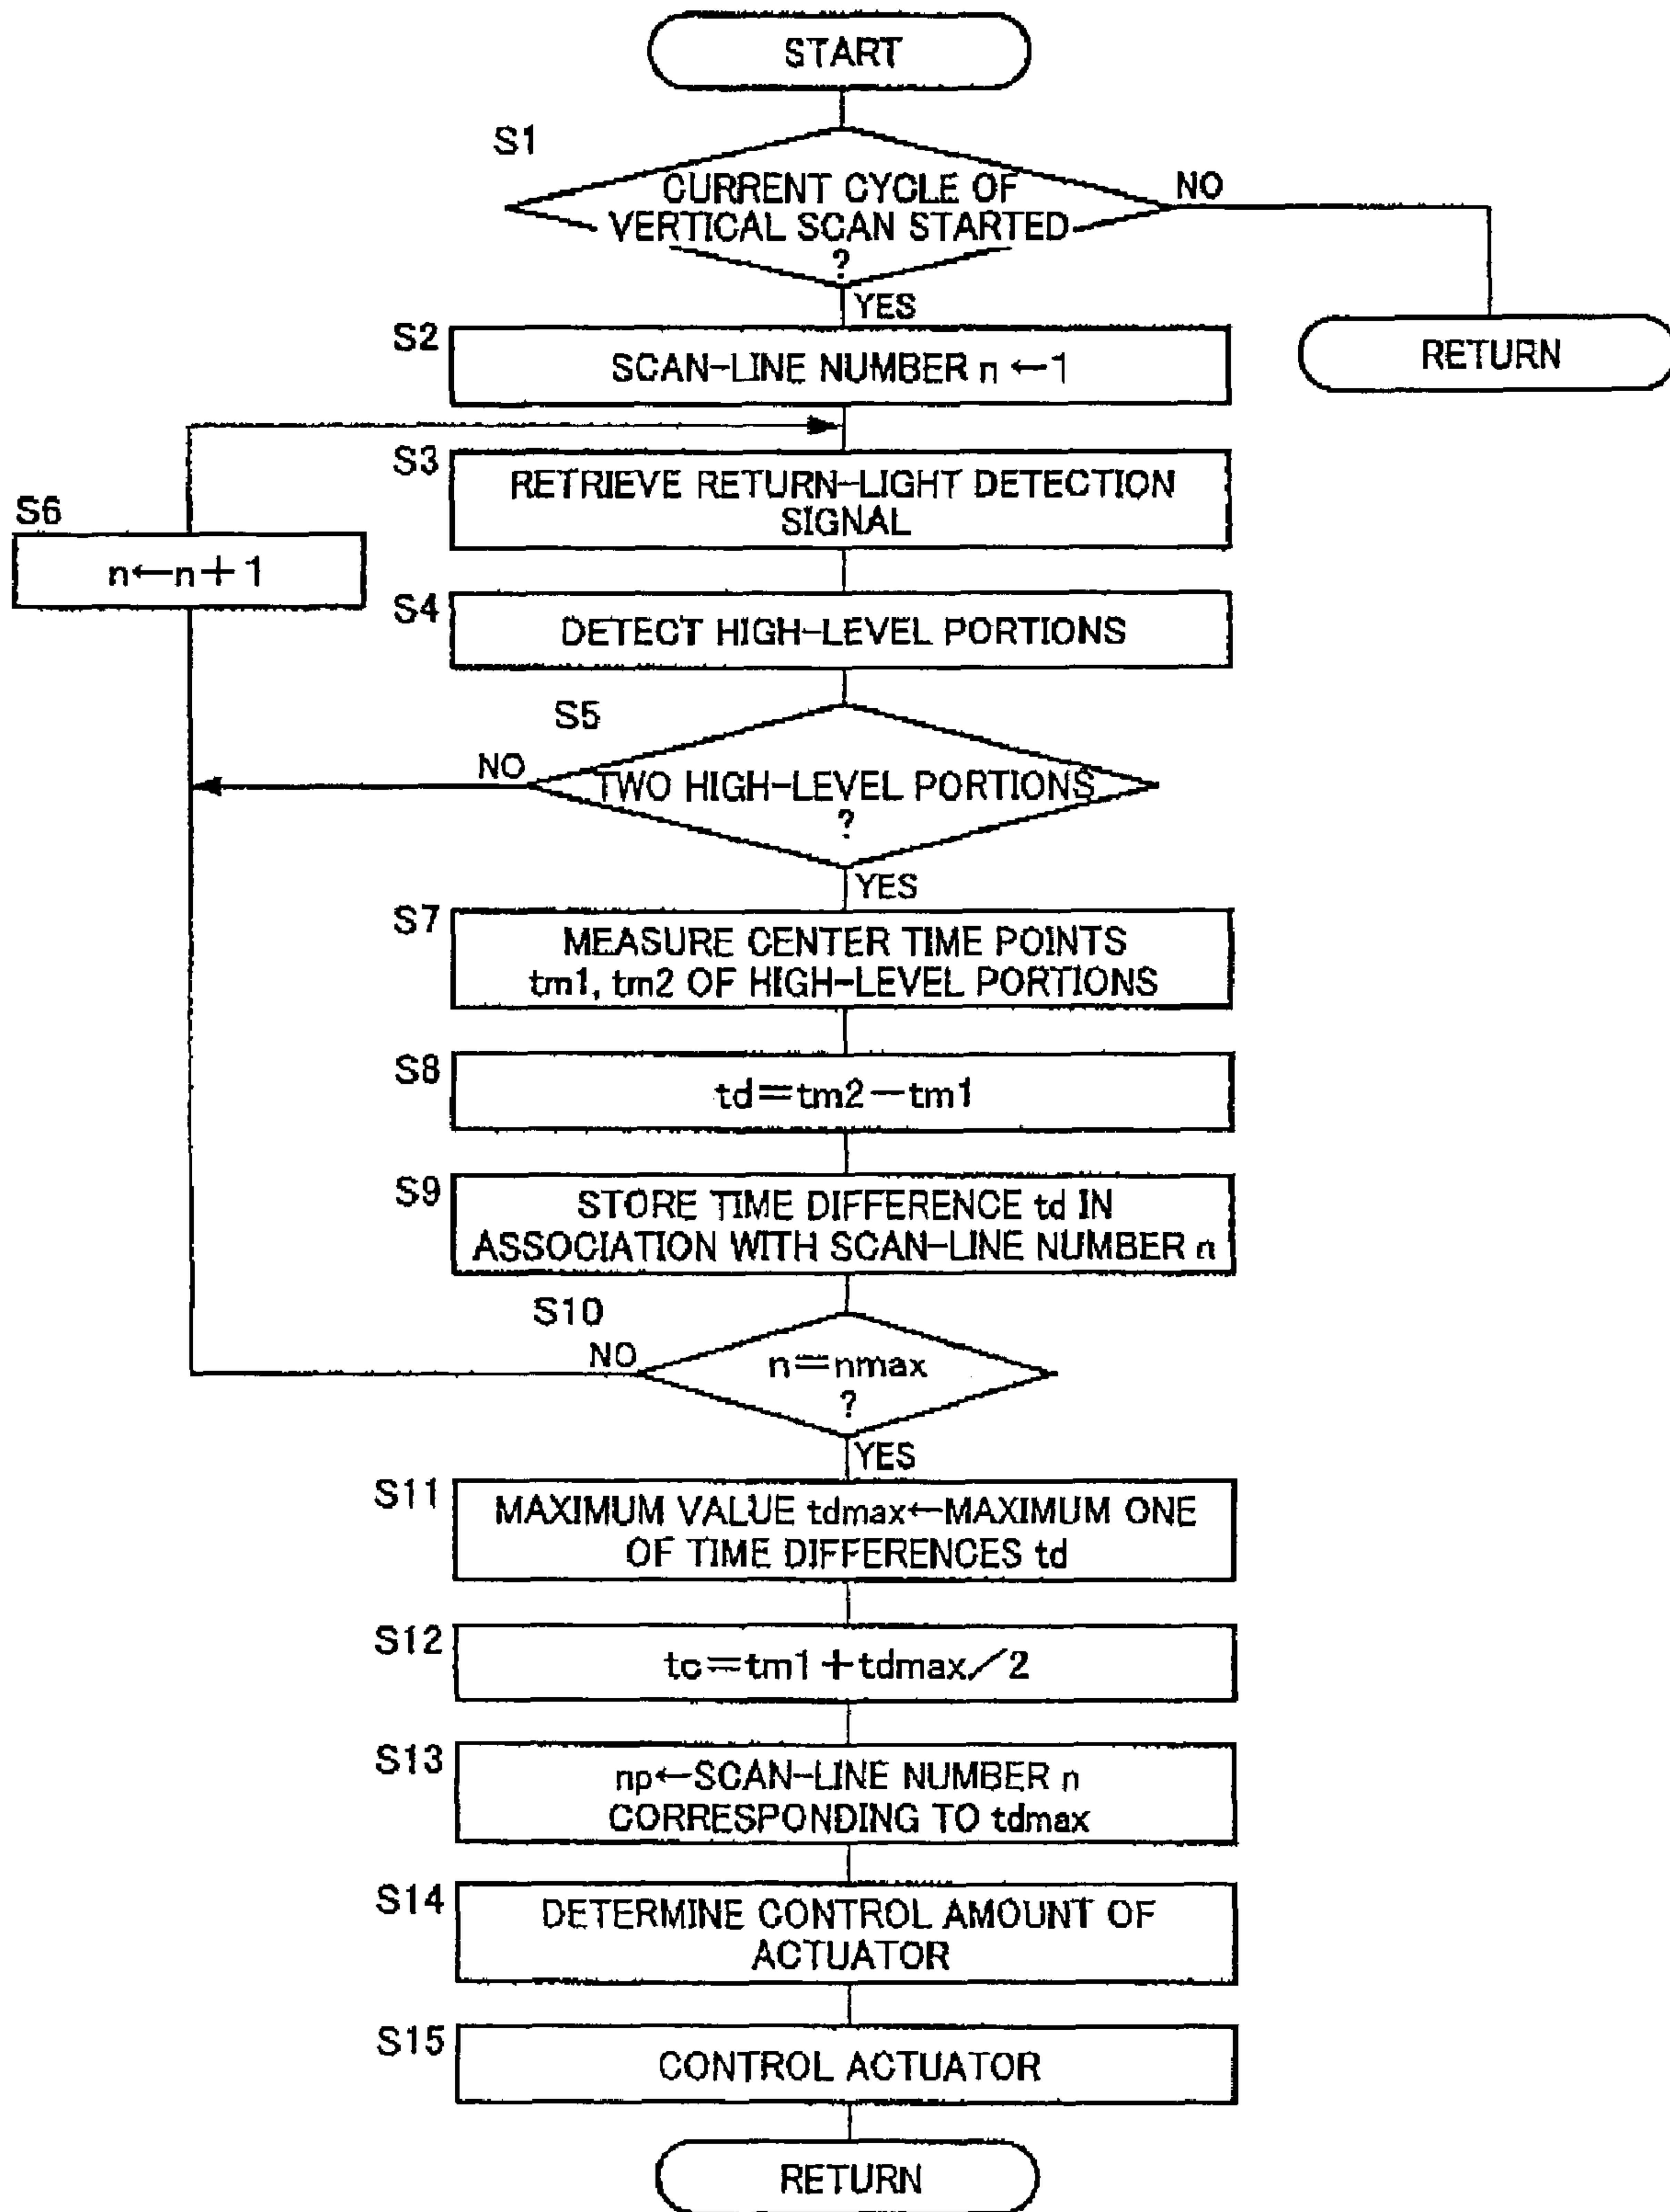 START
S1
CURRENT CYCLE OF
VERTICAL SCAN STARTED
?
NO
YES
RETURN
S2
SCAN-LINE NUMBER n←1
S3
RETRIEVE RETURN-LIGHT DETECTION
SIGNAL
S6
n←n+1
S4
DETECT HIGH-LEVEL PORTIONS
S5
NO
TWO HIGH-LEVEL PORTIONS
?
YES
S7
MEASURE CENTER TIME POINTS
tm1, tm2 OF HIGH-LEVEL PORTIONS
S8
td=tm2-tm1
S9
STORE TIME DIFFERENCE td IN
ASSOCIATION WITH SCAN-LINE NUMBER n
S10
NO
n=nmax
?
YES
S11
MAXIMUM VALUE tdmax←MAXIMUM ONE
OF TIME DIFFERENCES td
S12
tc=tm1+tdmax/2
S13
np←SCAN-LINE NUMBER n
CORRESPONDING TO tdmax
S14
DETERMINE CONTROL AMOUNT OF
ACTUATOR
S15
CONTROL ACTUATOR
RETURN